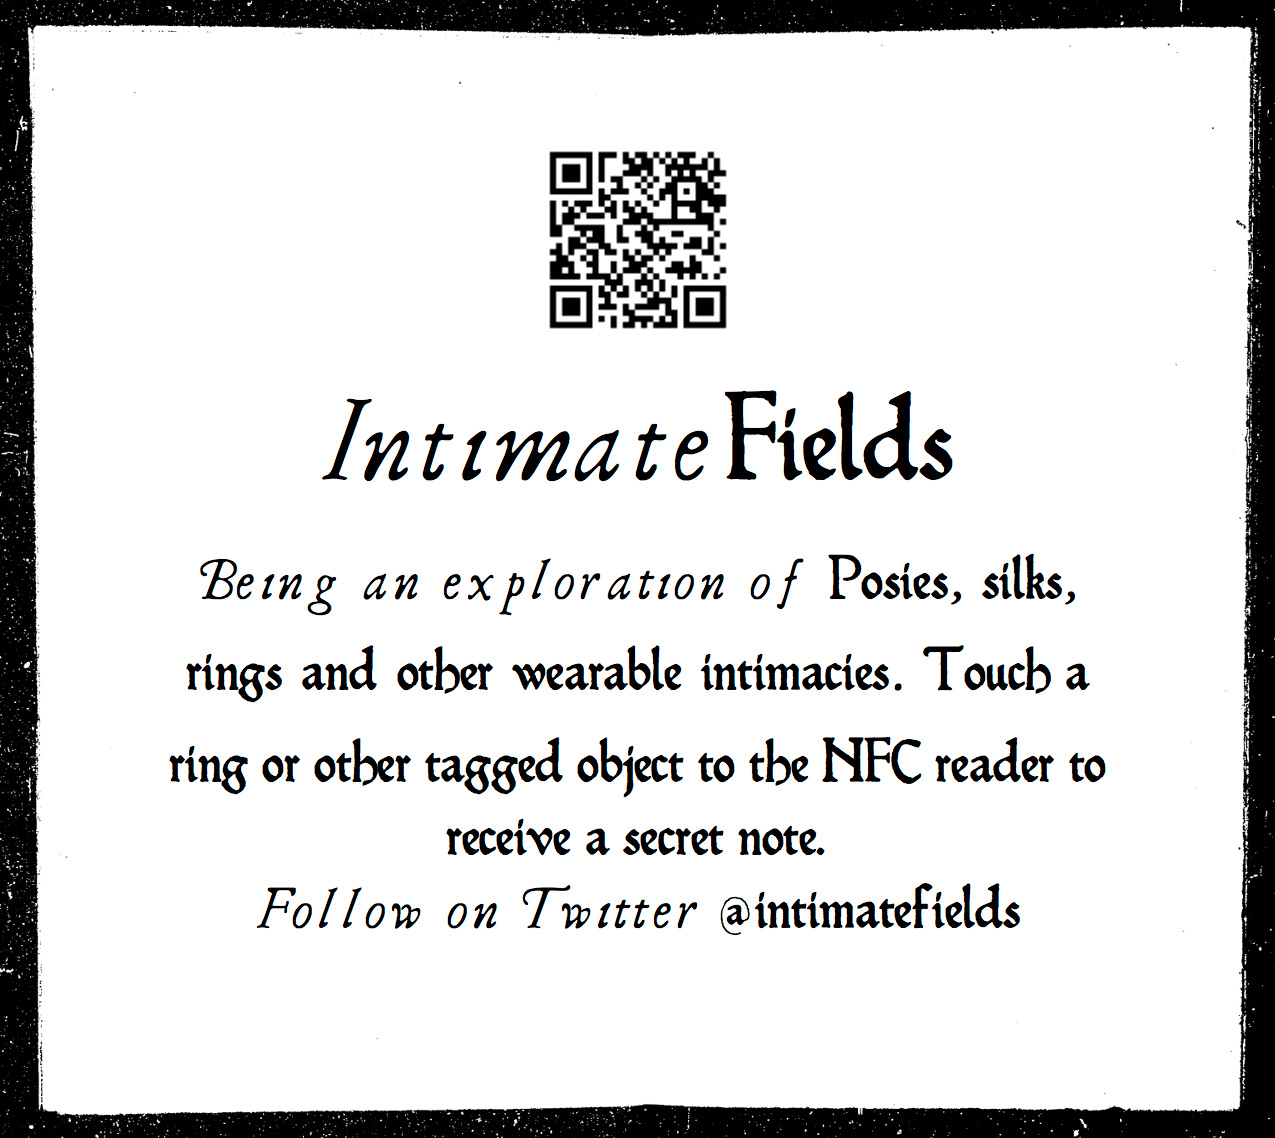 Intimate Fields
Being an exploration of Posies, silks,
rings and other wearable intimacies. Touch a
ring or other tagged object to the NFC reader to
receive a secret note.
Follow on Twitter @intimatefields